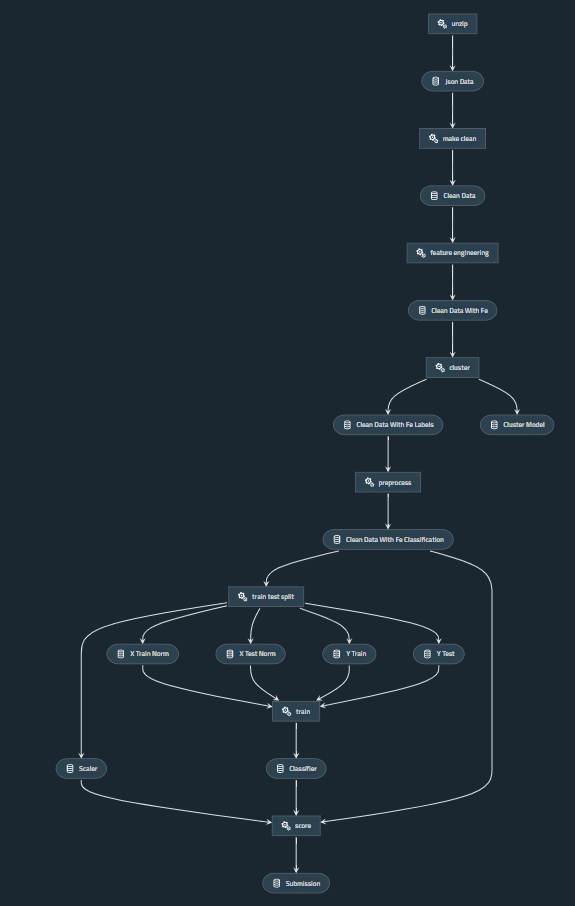 unzip
Json Data
make clean
Clean Data
feature engineering
Clean Data With Fe
cluster
Clean Data With Fe Labels
Cluster Model
preprocess
Clean Data With Fe Classification
train test split
X Train Norm
X Test Norm
Y Train
Y Test
train
Scaler
Classifier
score
Submission